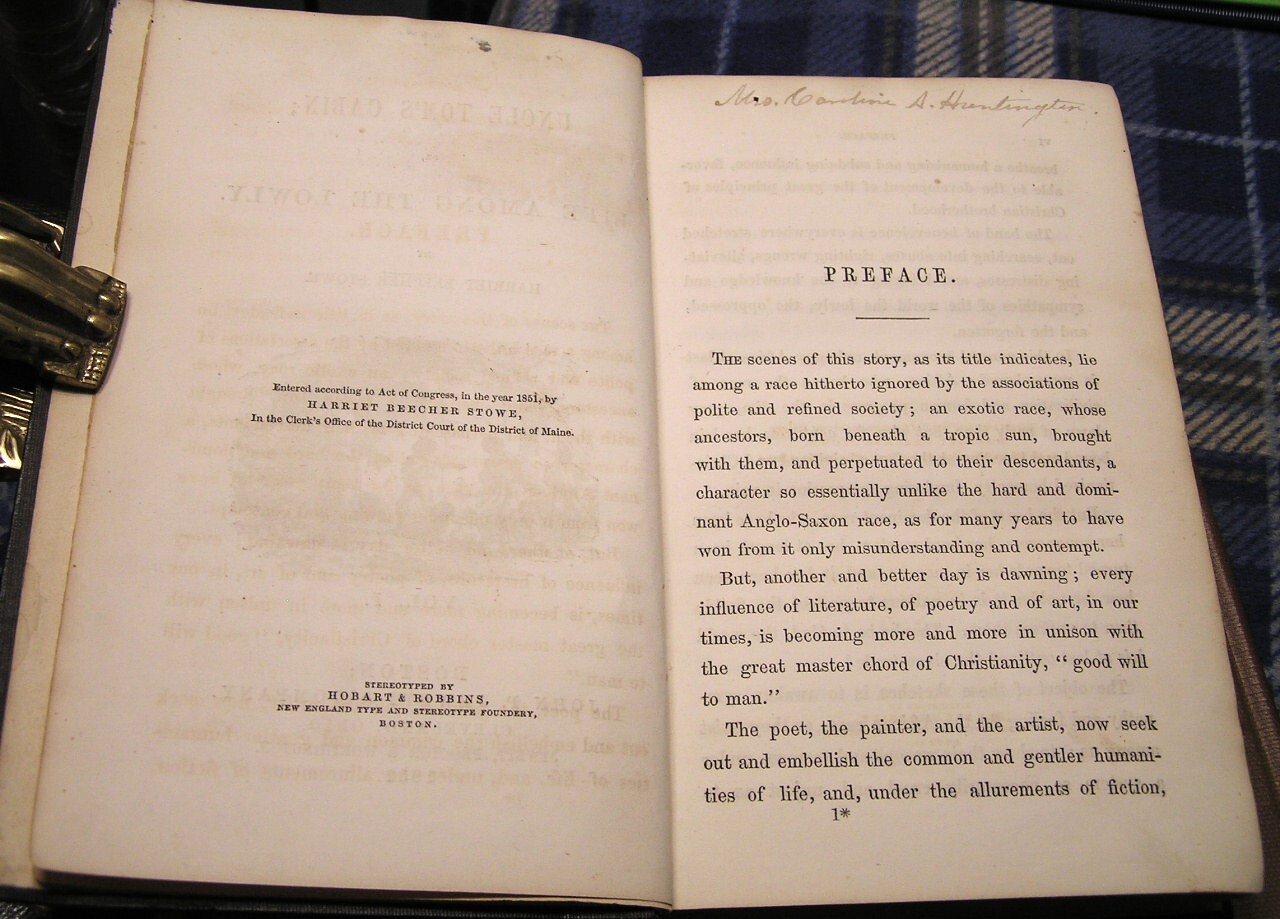 Entered according to Act of Congress, in the year 1851, by
HARRIET BEECHER STOWE,
In the Clerk's Office of the District Court of the District of Maine.
STEREOTYPED BY
HOBART & ROBBINS,
NEW ENGLAND TYPE AND STEREOTYPE FOUNDERY,
BOSTON.
Mrs. Caroline S. Huntington.
PREFACE.
THE scenes of this story, as its title indicates, lie
among a race hitherto ignored by the associations of
polite and refined society; an exotic race, whose
ancestors, born beneath a tropic sun, brought
with them, and perpetuated to their descendants, a
character so essentially unlike the hard and domi-
nant Anglo-Saxon race, as for many years to have
won from it only misunderstanding and contempt.
But, another and better day is dawning; every
influence of literature, of poetry and of art, in our
times, is becoming more and more in unison with
the great master chord of Christianity, "good will
to man."
The poet, the painter, and the artist, now seek
out and embellish the common and gentler humani-
ties of life, and, under the allurements of fiction,
1*